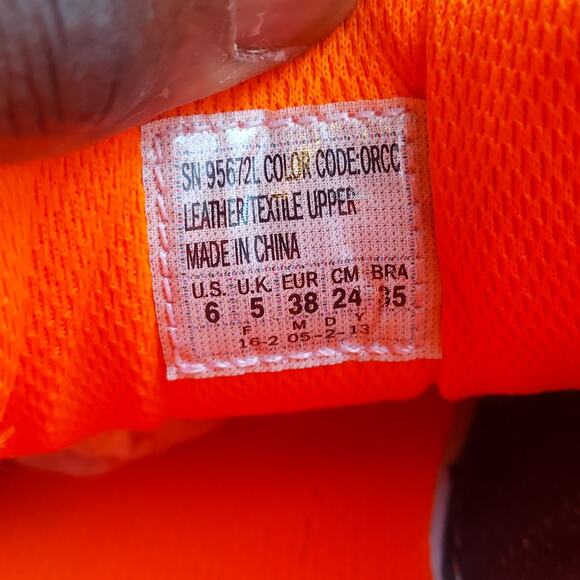 SN 95672L COLOR CODE:ORCC
LEATHER/TEXTILE UPPER
MADE IN CHINA
U.S. U.K. EUR CM BRA
6 5 38 24 35
F M D Y
16-2 05-2-13